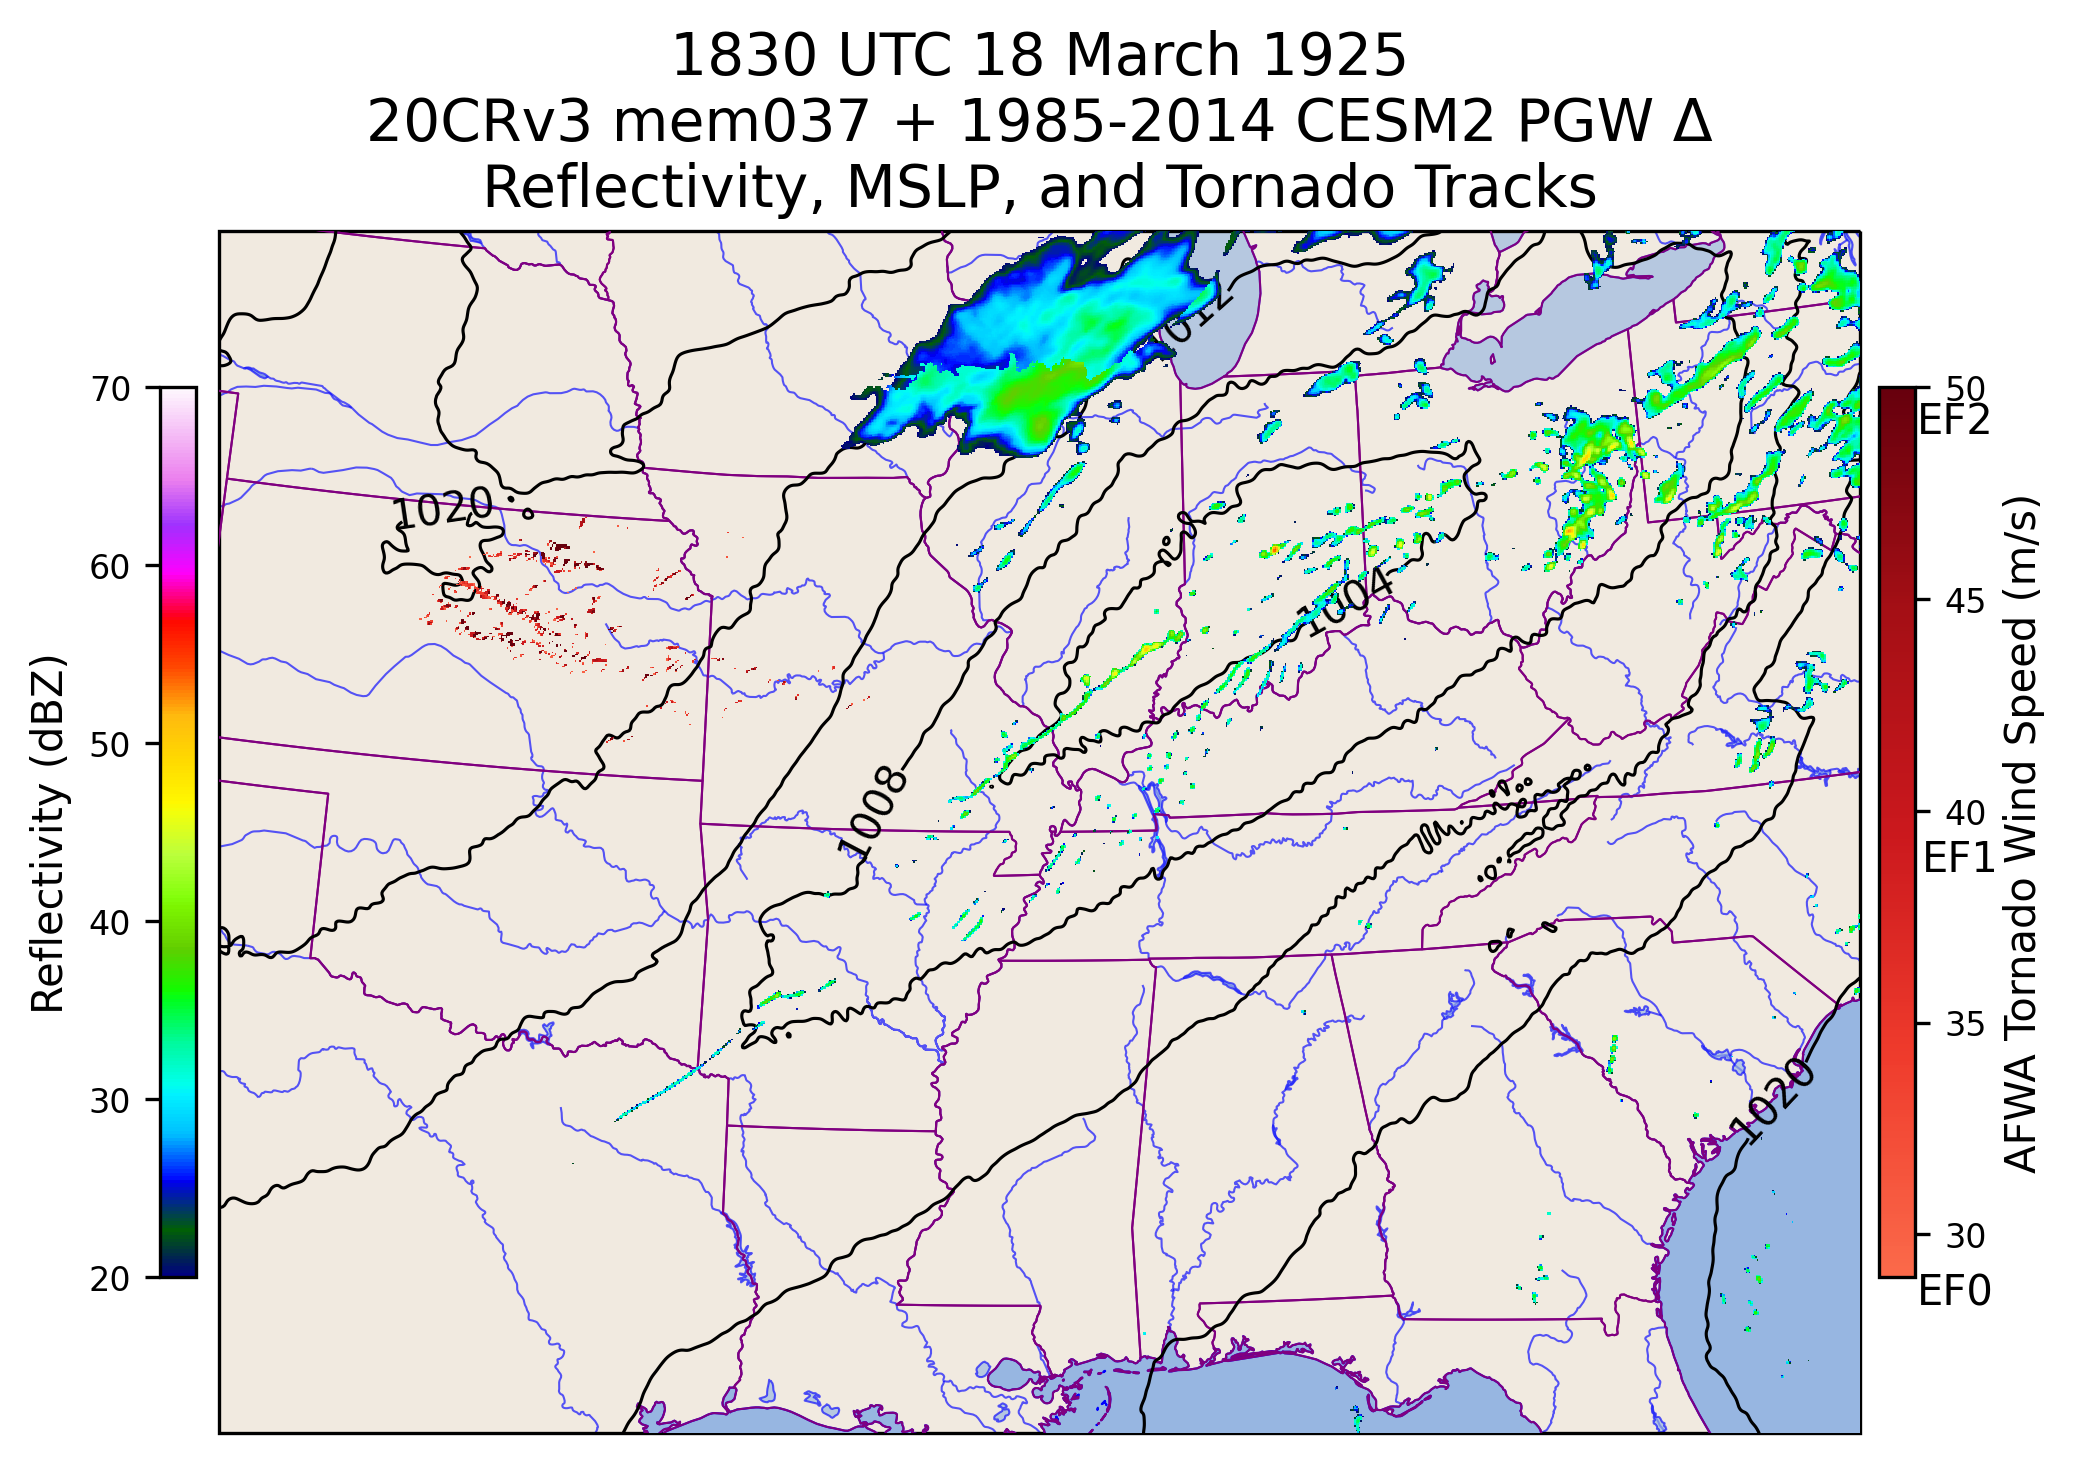 1830 UTC 18 March 1925
20CRv3 mem037 + 1985-2014 CESM2 PGW Δ
Reflectivity, MSLP, and Tornado Tracks
Reflectivity (dBZ)
70
60
50
40
30
20
1012
1020
1004
1008
1020
50
EF2
45
40
EF1
35
30
EF0
AFWA Tornado Wind Speed (m/s)